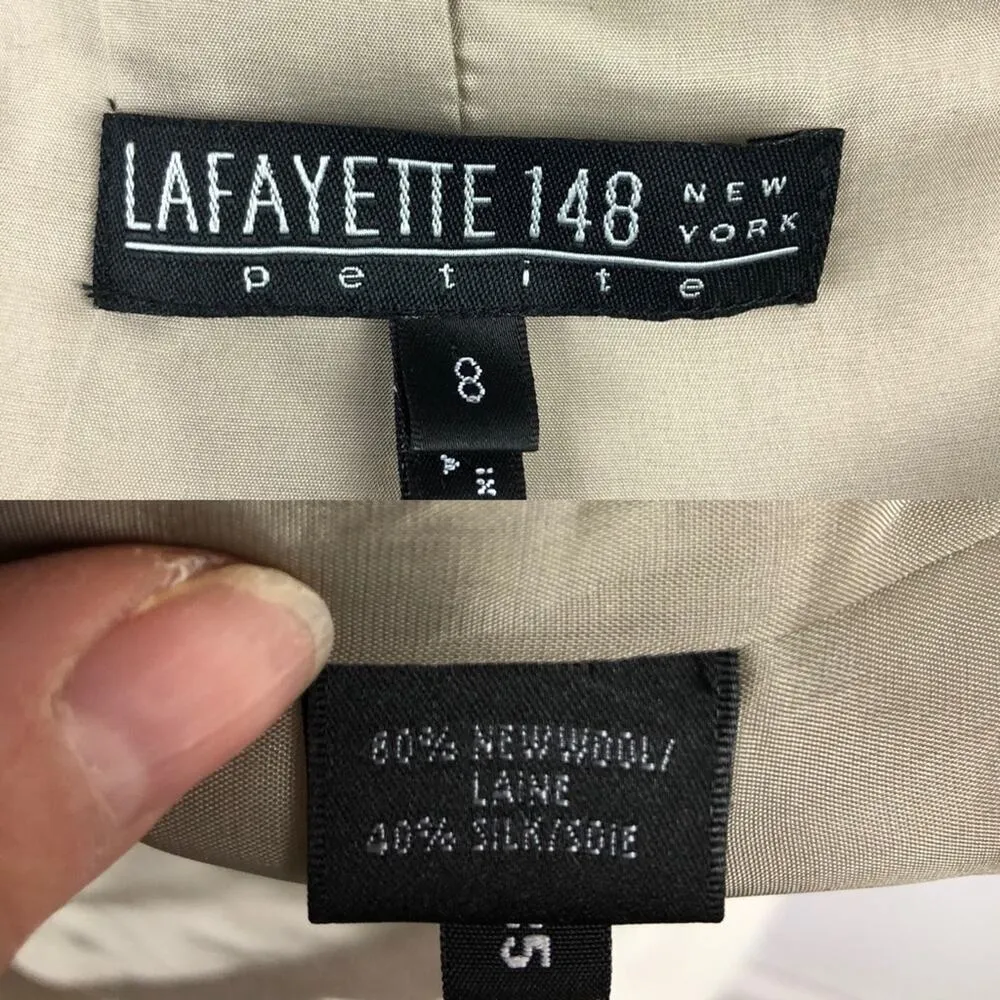 LAFAYETTE 148 NEW YORK
petite
8
60% NEW WOOL/
LAINE
40% SILK/SOIE